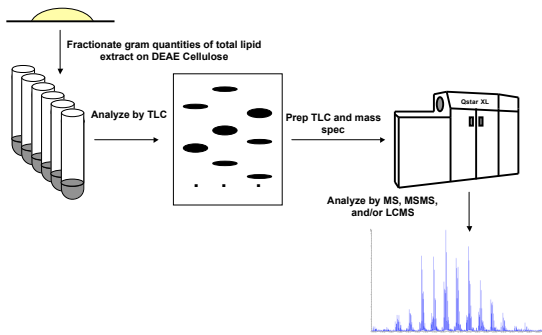 Fractionate gram quantities of total lipid
extract on DEAE Cellulose
Analyze by TLC
Prep TLC and mass
spec
Qstar XL
Analyze by MS, MSMS,
and/or LCMS